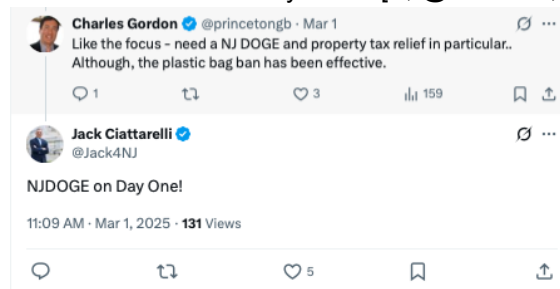 Charles Gordon @princetongb · Mar 1
Like the focus - need a NJ DOGE and property tax relief in particular..
Although, the plastic bag ban has been effective.
1 3 159
Jack Ciattarelli
@Jack4NJ
NJDOGE on Day One!
11:09 AM · Mar 1, 2025 · 131 Views
5